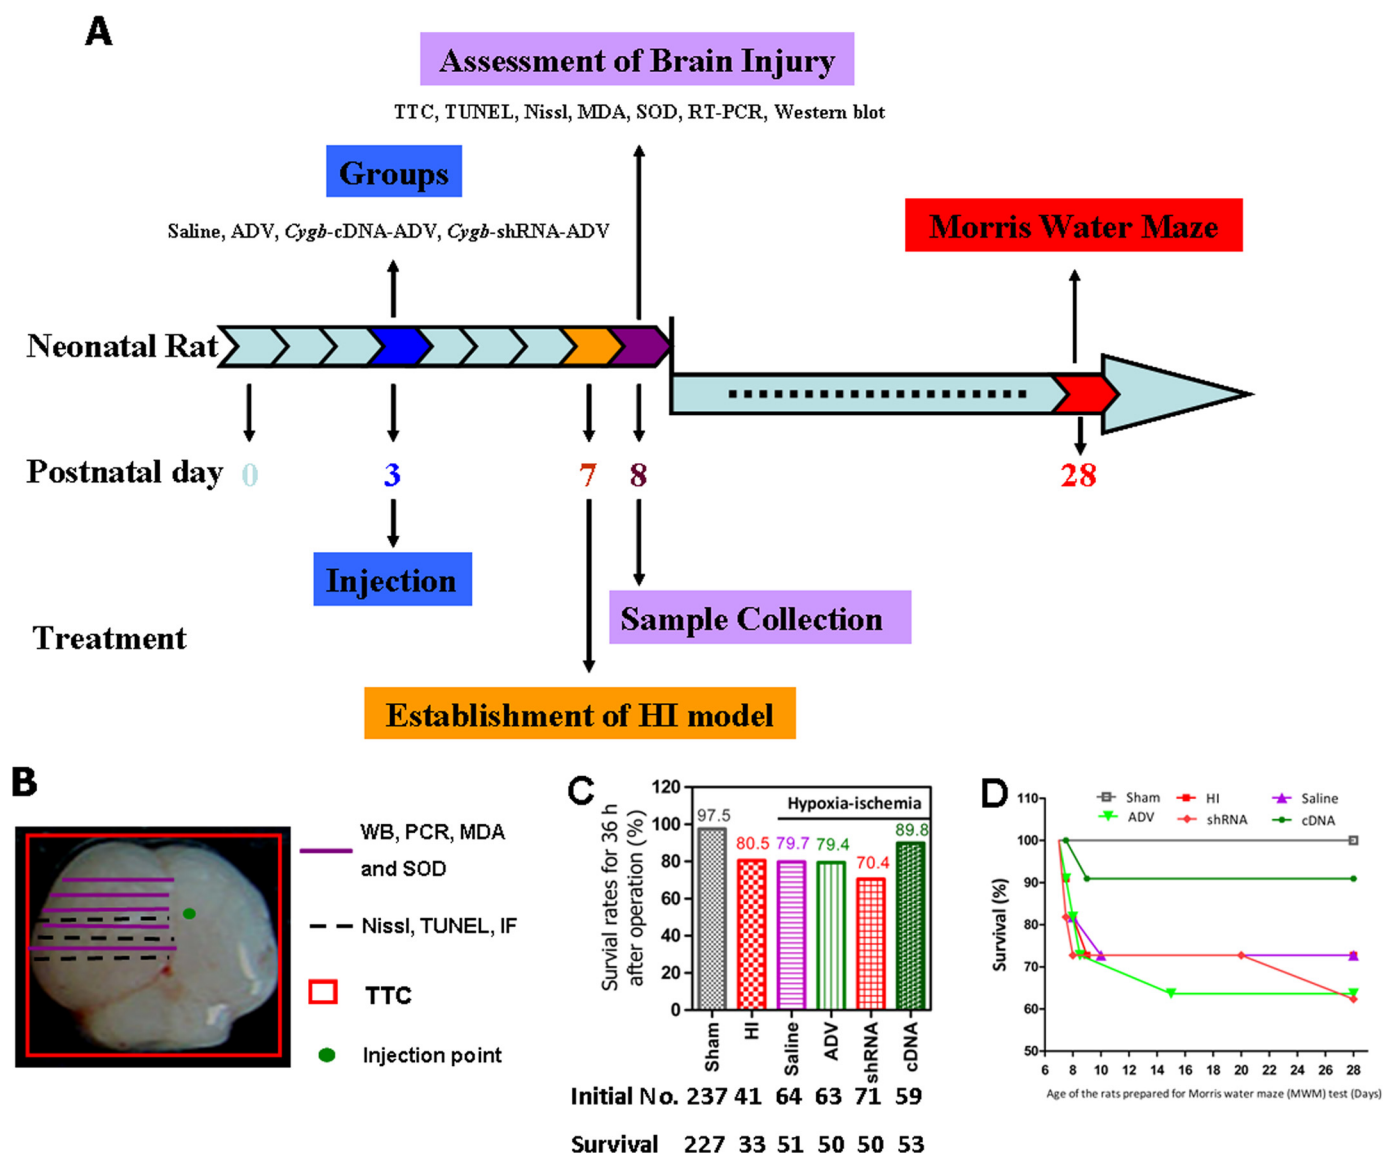 A
Assessment of Brain Injury
TTC, TUNEL, Nissl, MDA, SOD, RT-PCR, Western blot
Groups
Saline, ADV, Cygb-cDNA-ADV, Cygb-shRNA-ADV
Morris Water Maze
Neonatal Rat
Postnatal day 0 3 7 8 28
Injection
Sample Collection
Treatment
Establishment of HI model
B
WB, PCR, MDA
and SOD
Nissl, TUNEL, IF
TTC
Injection point
C
Survial rates for 36 h
after operation (%)
120
100
80
60
40
20
0
Hypoxia-ischemia
97.5
80.5
79.7
79.4
70.4
89.8
Sham
HI
Saline
ADV
shRNA
cDNA
Initial No. 237 41 64 63 71 59
Survival 227 33 51 50 50 53
D
Sham HI Saline
ADV shRNA cDNA
Survival (%)
110
100
90
80
70
60
50
6 8 10 12 14 16 18 20 22 24 26 28
Age of the rats prepared for Morris water maze (MWM) test (Days)